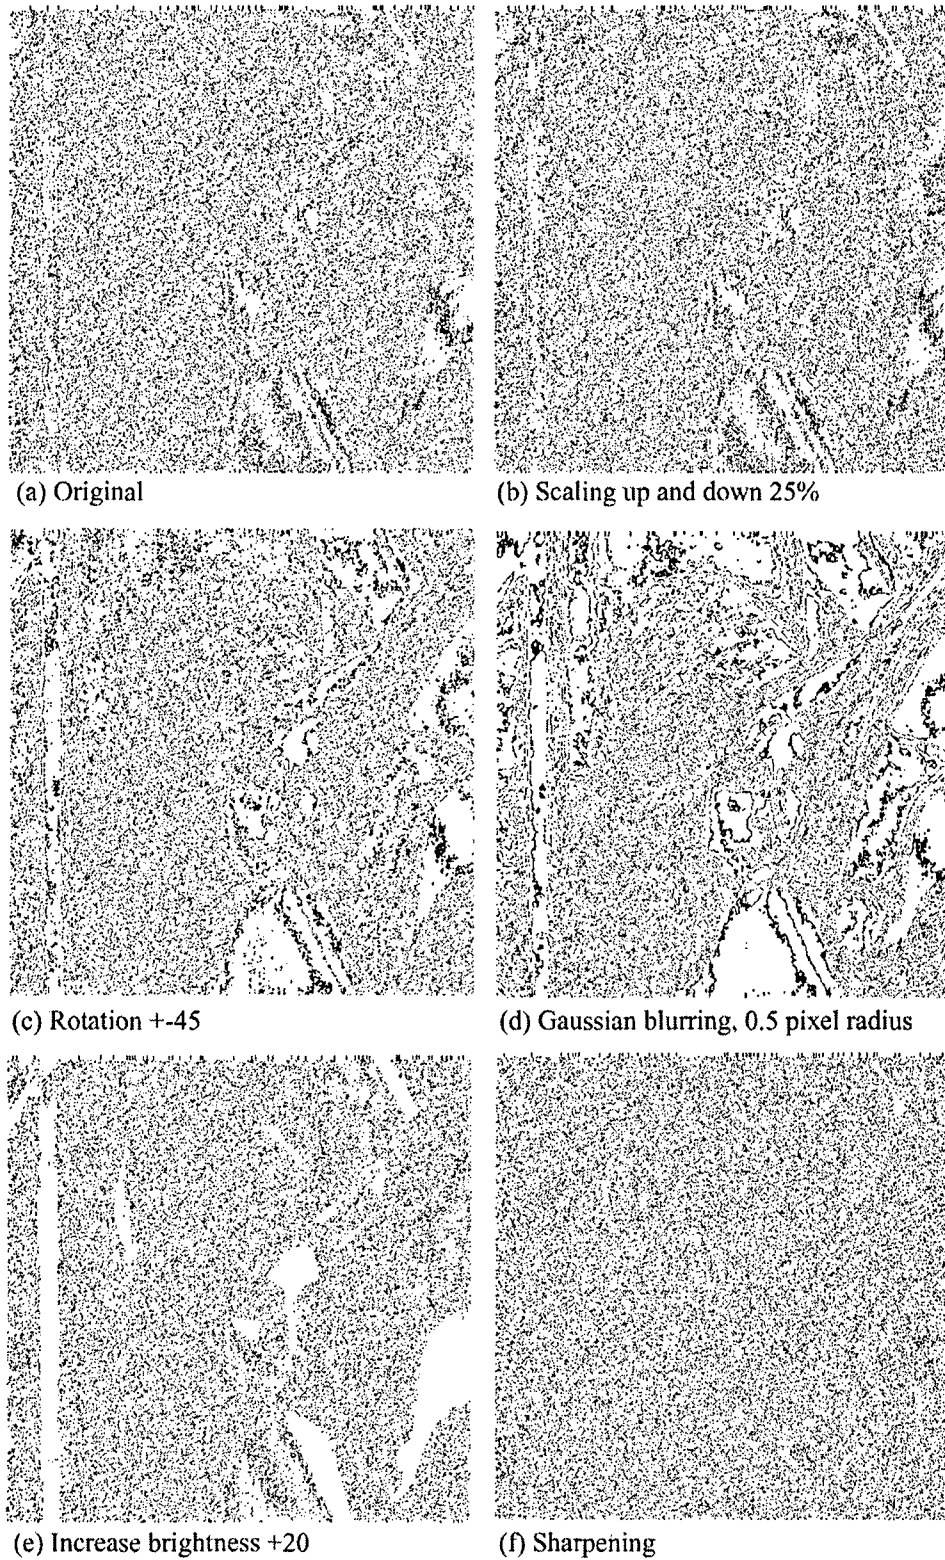 (a) Original
(b) Scaling up and down 25%
(c) Rotation +-45
(d) Gaussian blurring, 0.5 pixel radius
(e) Increase brightness +20
(f) Sharpening